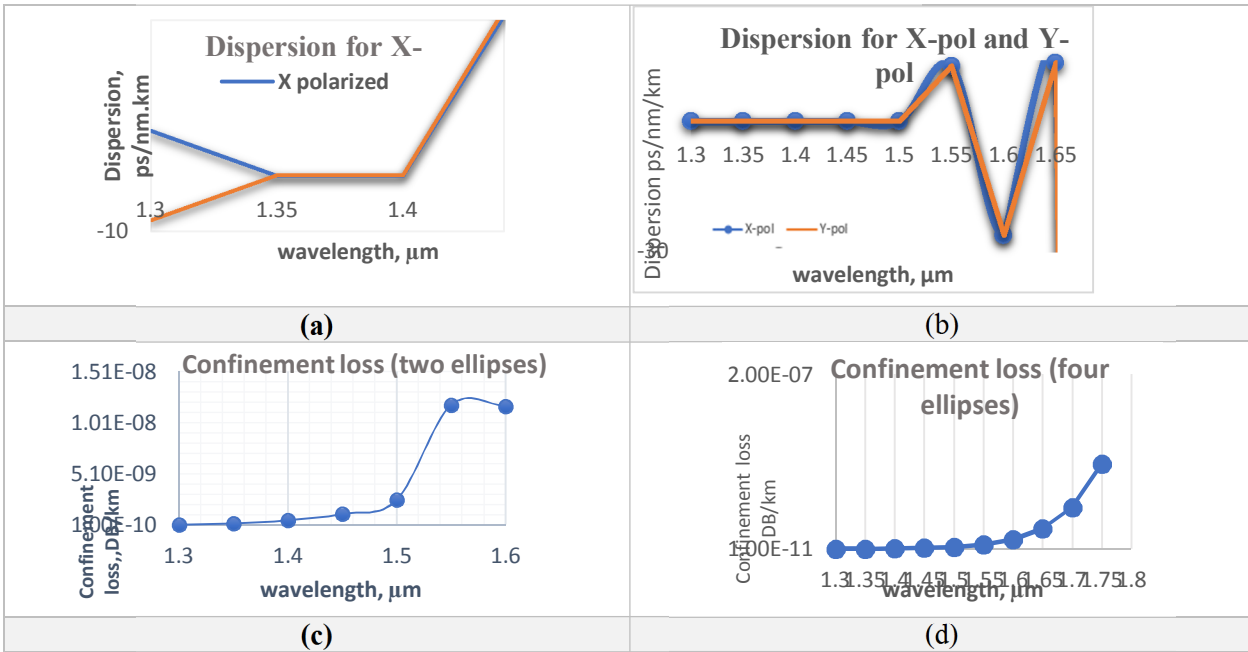 Dispersion for X-
X polarized
Dispersion,
ps/nm.km
1.3
1.35
1.4
-10
wavelength, μm
(a)
Dispersion for X-pol and Y-
pol
Dispersion ps/nm/km
1.3
1.35
1.4
1.45
1.5
1.55
1.6
1.65
X-pol
Y-pol
-30
wavelength, μm
(b)
Confinement loss (two ellipses)
1.51E-08
1.01E-08
5.10E-09
1.00E-10
Confinement
loss,,DB/km
1.3
1.4
1.5
1.6
wavelength, μm
(c)
Confinement loss (four
ellipses)
2.00E-07
1.00E-11
Confinement loss
DB/km
1.3
1.35
1.4
1.45
1.5
1.55
1.6
1.65
1.7
1.75
1.8
wavelength, μm
(d)